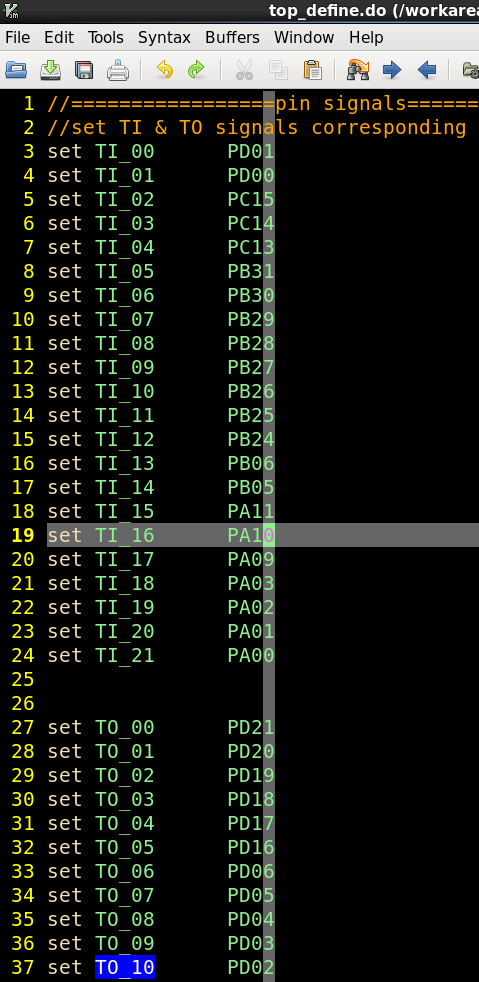 top_define.do (/workarea
File Edit Tools Syntax Buffers Window Help
1 //=================pin signals======
2 //set TI & TO signals corresponding
3 set TI_00 PD01
4 set TI_01 PD00
5 set TI_02 PC15
6 set TI_03 PC14
7 set TI_04 PC13
8 set TI_05 PB31
9 set TI_06 PB30
10 set TI_07 PB29
11 set TI_08 PB28
12 set TI_09 PB27
13 set TI_10 PB26
14 set TI_11 PB25
15 set TI_12 PB24
16 set TI_13 PB06
17 set TI_14 PB05
18 set TI_15 PA11
19 set TI_16 PA10
20 set TI_17 PA09
21 set TI_18 PA03
22 set TI_19 PA02
23 set TI_20 PA01
24 set TI_21 PA00
25
26
27 set TO_00 PD21
28 set TO_01 PD20
29 set TO_02 PD19
30 set TO_03 PD18
31 set TO_04 PD17
32 set TO_05 PD16
33 set TO_06 PD06
34 set TO_07 PD05
35 set TO_08 PD04
36 set TO_09 PD03
37 set TO_10 PD02